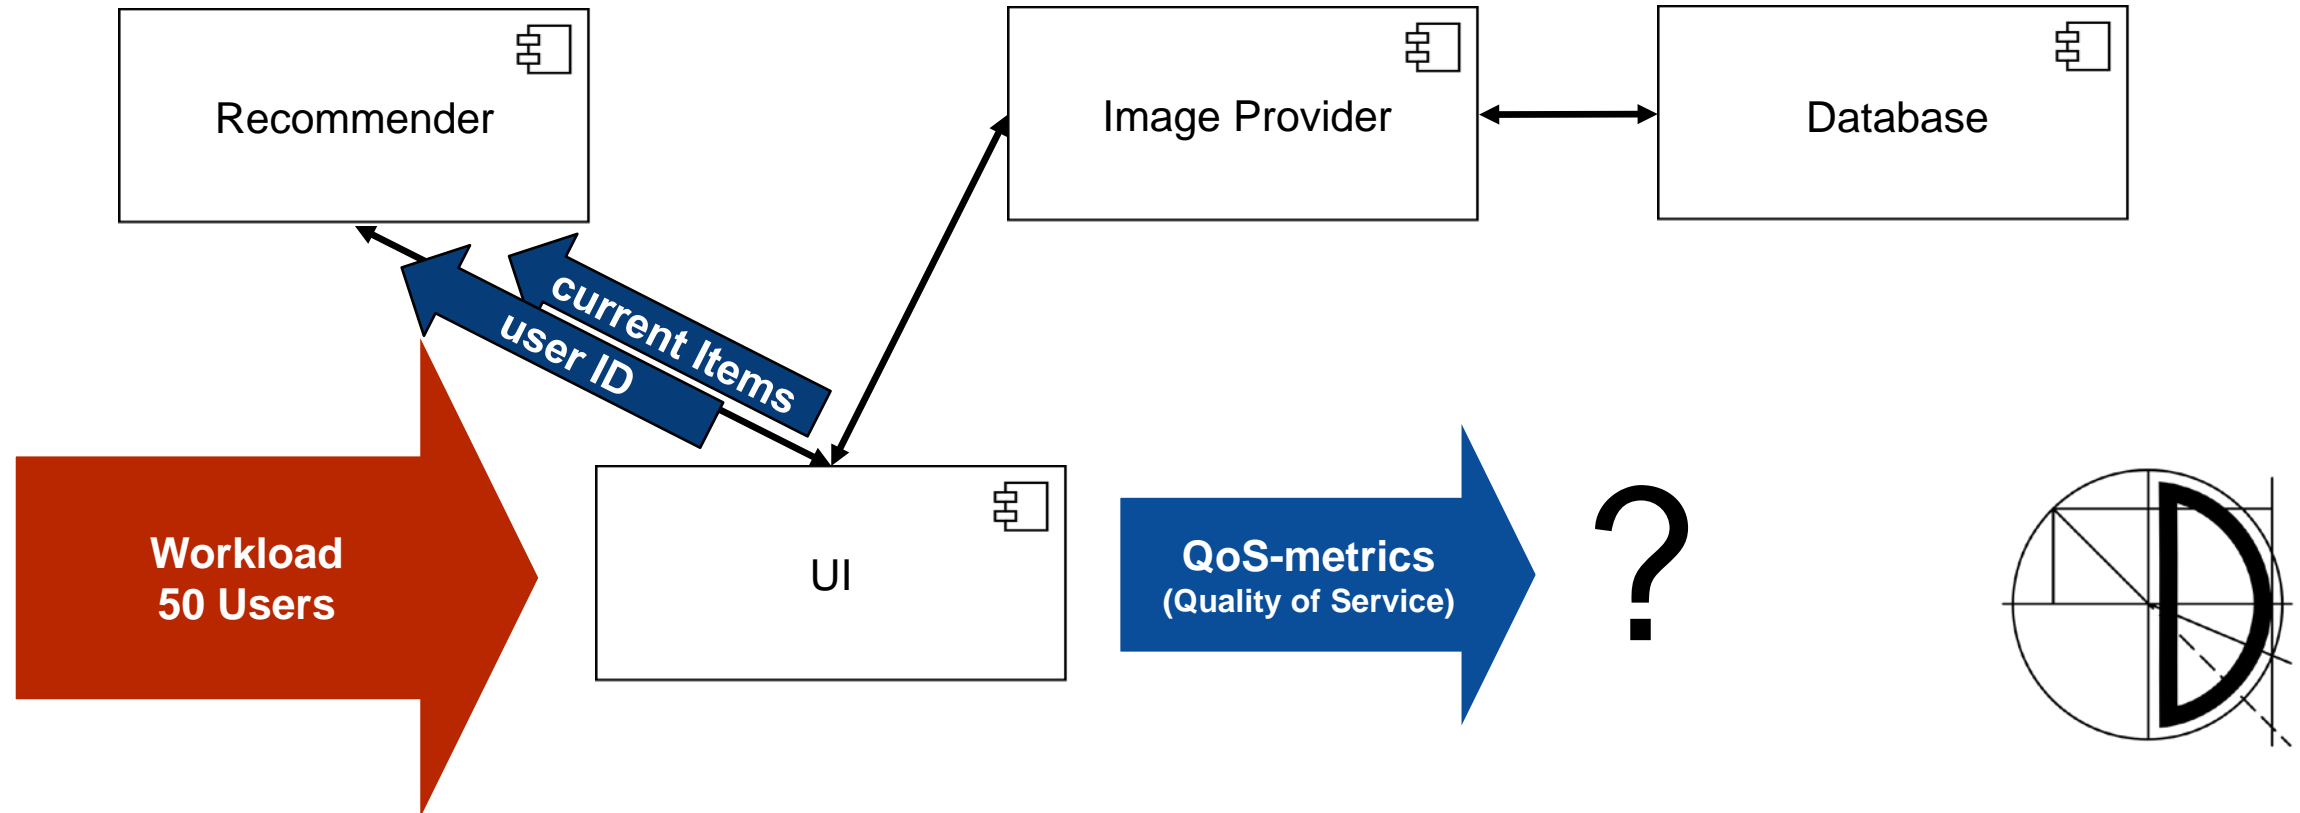 Recommender
Image Provider
Database
current Items
user ID
Workload
50 Users
UI
QoS-metrics
(Quality of Service)
?